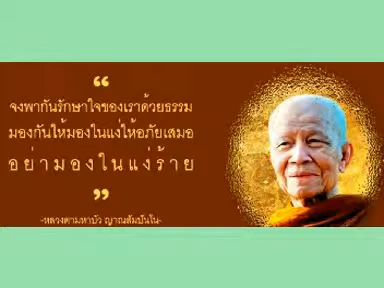 “
จงพากันรักษาใจของเราด้วยธรรม
มองกันให้มองในแง่ให้อภัยเสมอ
อย่ามองในแง่ร้าย
”
-หลวงตามหาบัว ญาณสัมปันโน-